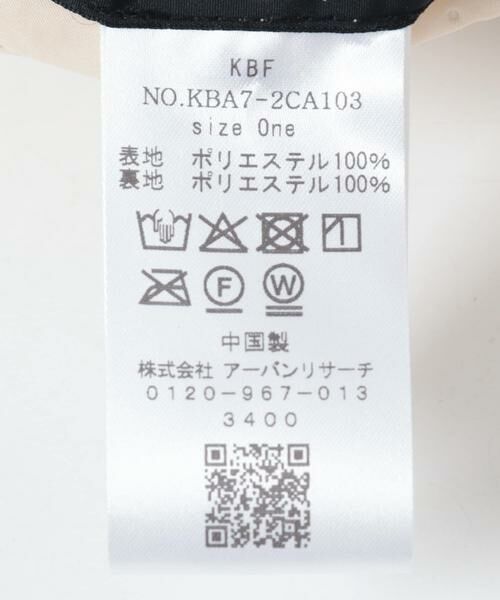 KBF
NO.KBA7-2CA103
size One
表地 ポリエステル100%
裏地 ポリエステル100%
F W
中国製
株式会社 アーバンリサーチ
0120-967-013
3400